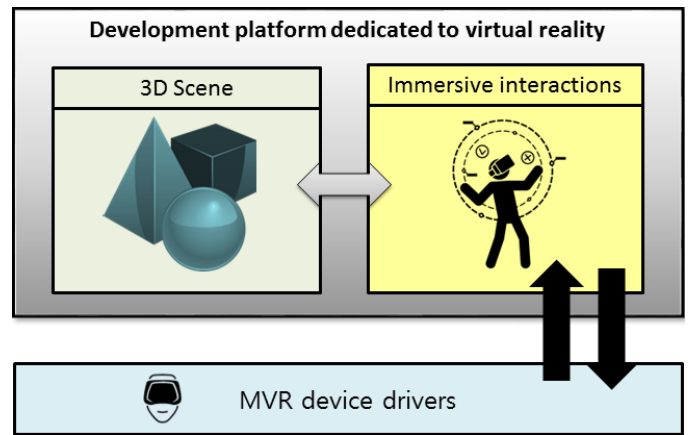 Development platform dedicated to virtual reality
3D Scene
Immersive interactions
MVR device drivers